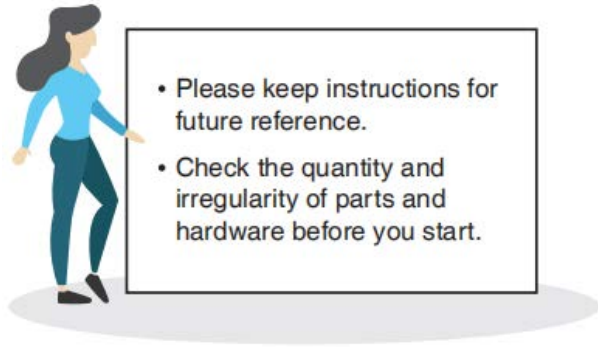 • Please keep instructions for
future reference.
• Check the quantity and
irregularity of parts and
hardware before you start.